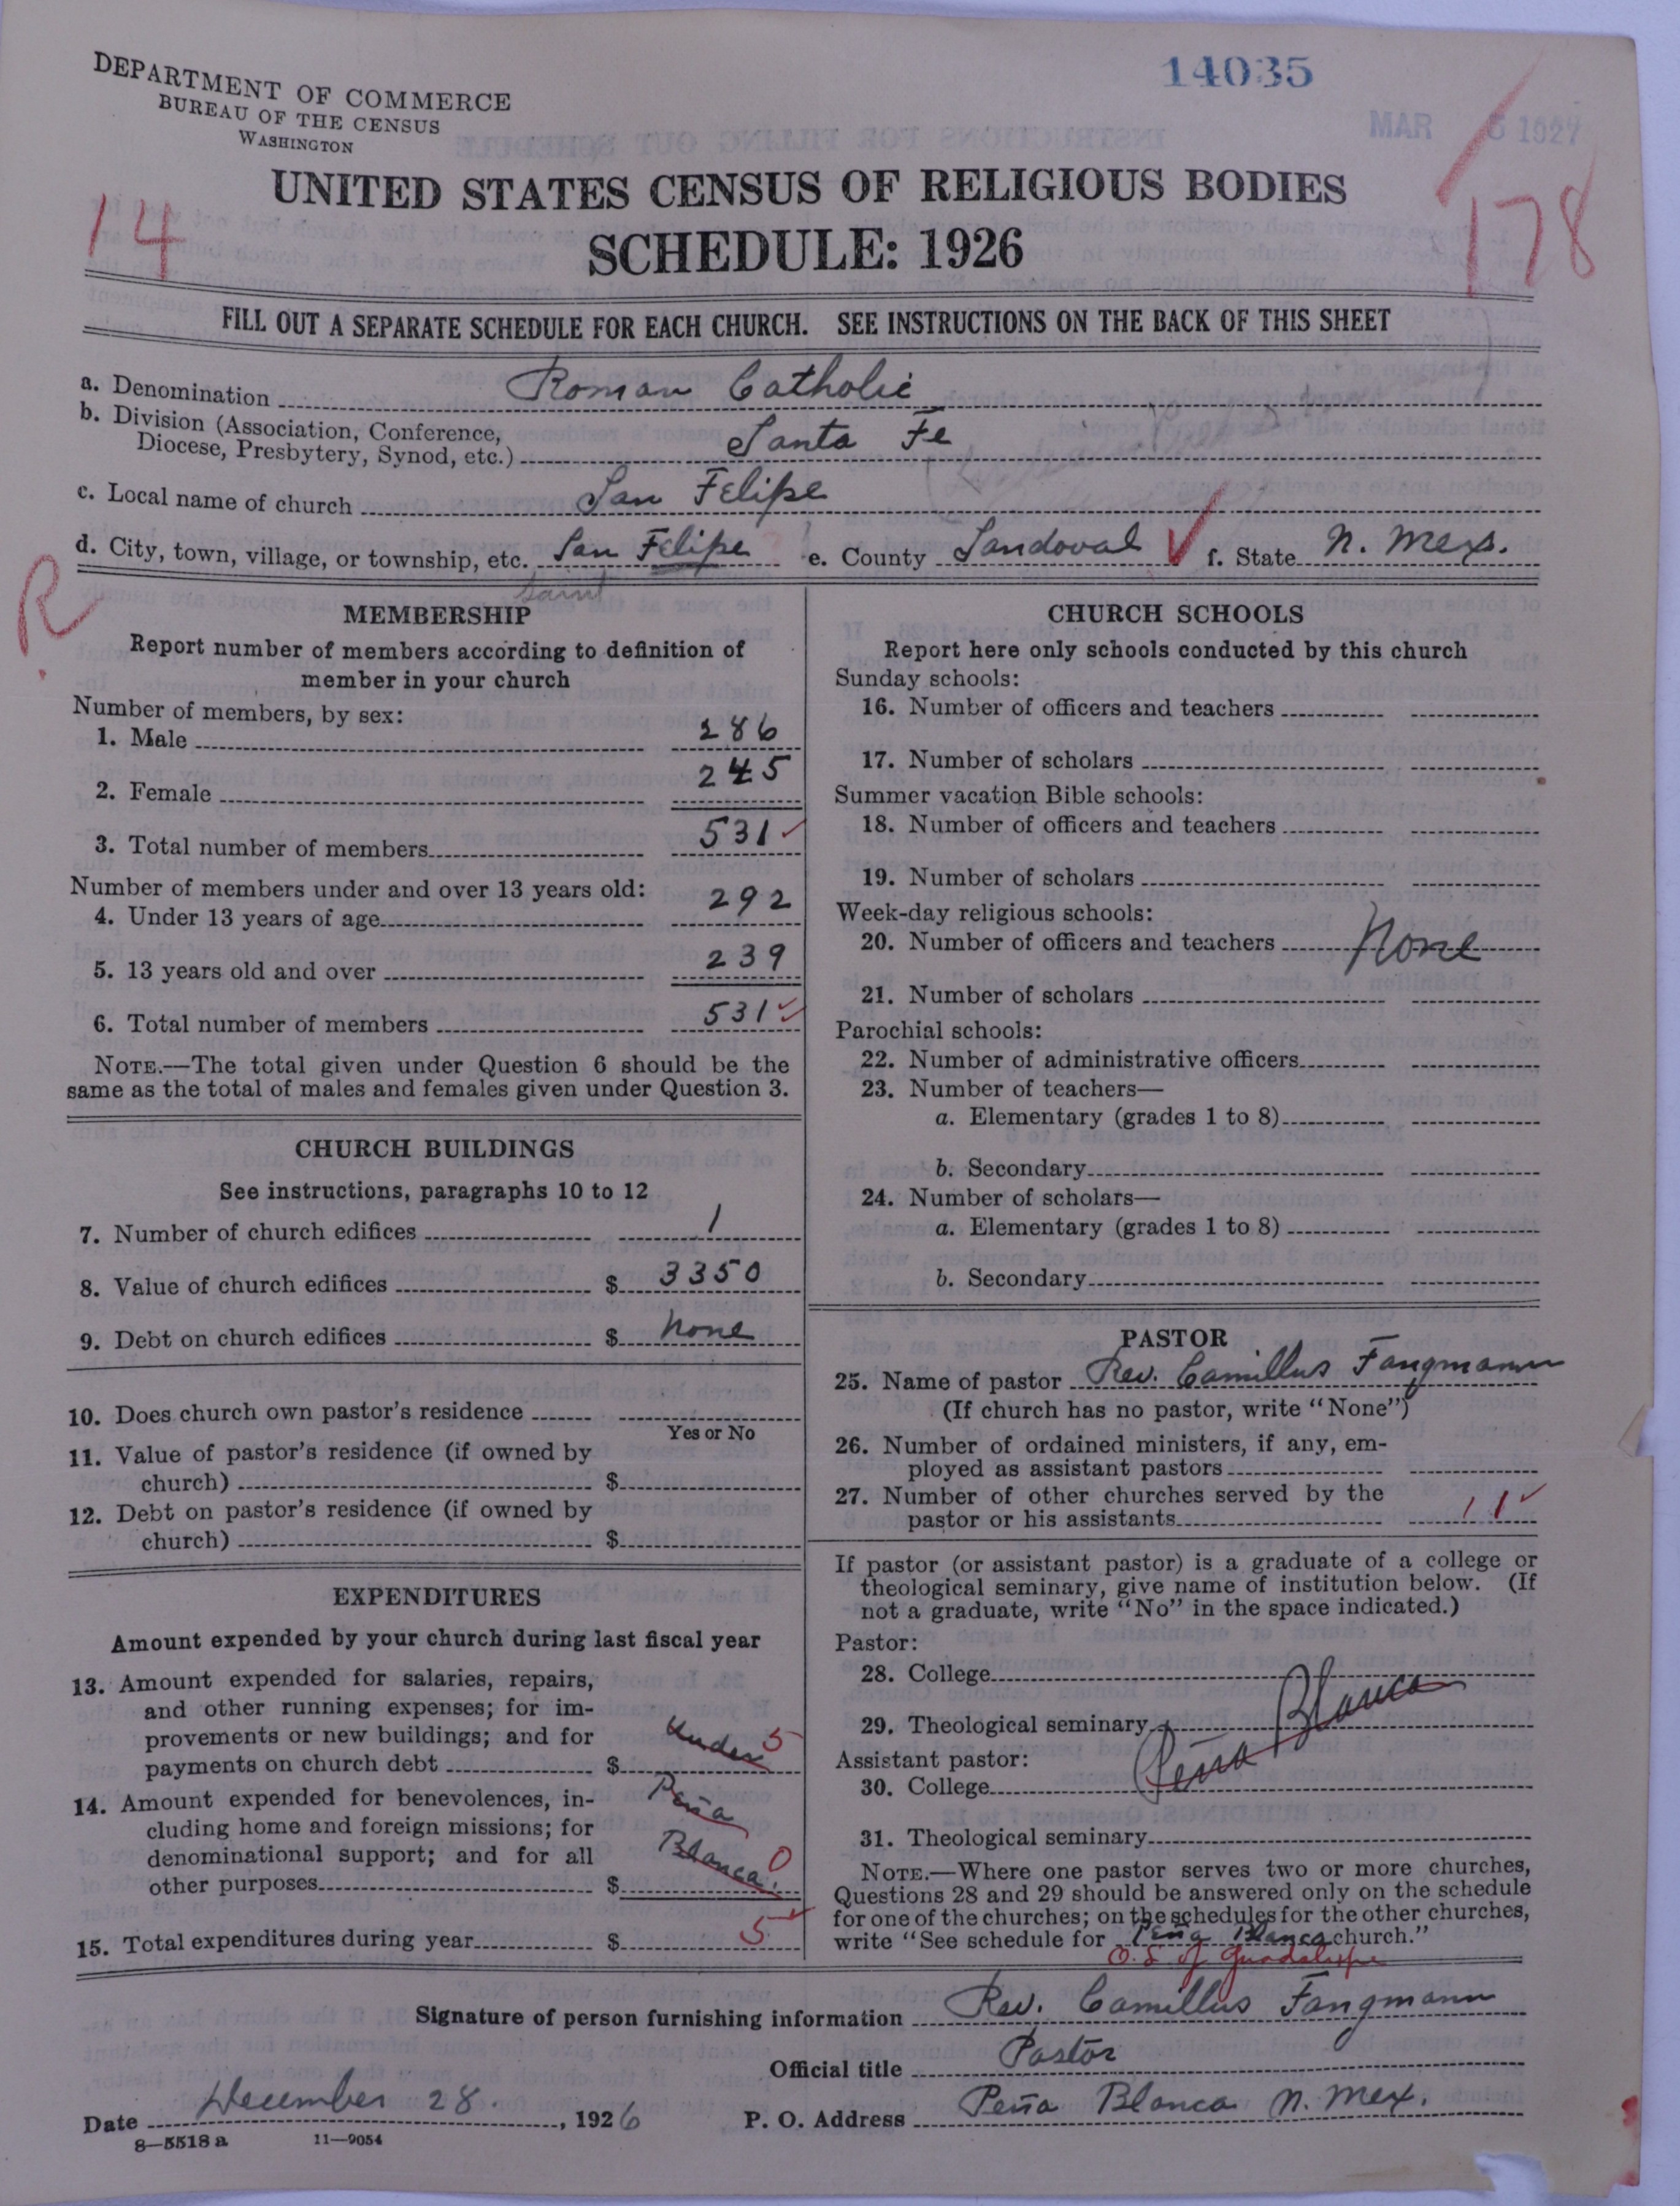 14035
DEPARTMENT OF COMMERCE
BUREAU OF THE CENSUS
WASHINGTON
MAR 5 1927
UNITED STATES CENSUS OF RELIGIOUS BODIES
14
178
SCHEDULE: 1926
FILL OUT A SEPARATE SCHEDULE FOR EACH CHURCH. SEE INSTRUCTIONS ON THE BACK OF THIS SHEET
a. Denomination Roman Catholic
b. Division (Association, Conference,
Diocese, Presbytery, Synod, etc.) Santa Fe
c. Local name of church San Felipe
d. City, town, village, or township, etc. San Felipe e. County Sandoval ✓ f. State N. Mex.
Saint
R
MEMBERSHIP
Report number of members according to definition of
member in your church
Number of members, by sex:
1. Male 286
2. Female 245
3. Total number of members 531 ✓
Number of members under and over 13 years old:
4. Under 13 years of age 292
5. 13 years old and over 239
6. Total number of members 531 ✓
NOTE.—The total given under Question 6 should be the
same as the total of males and females given under Question 3.
CHURCH BUILDINGS
See instructions, paragraphs 10 to 12
7. Number of church edifices 1
8. Value of church edifices $ 3350
9. Debt on church edifices $ none
10. Does church own pastor's residence
Yes or No
11. Value of pastor's residence (if owned by
church) $
12. Debt on pastor's residence (if owned by
church) $
EXPENDITURES
Amount expended by your church during last fiscal year
13. Amount expended for salaries, repairs,
and other running expenses; for im-
provements or new buildings; and for
payments on church debt $ Under 5
14. Amount expended for benevolences, in-
cluding home and foreign missions; for
denominational support; and for all
other purposes $ Peña Blanca. 0
15. Total expenditures during year $ 5 ✓
CHURCH SCHOOLS
Report here only schools conducted by this church
Sunday schools:
16. Number of officers and teachers
17. Number of scholars
Summer vacation Bible schools:
18. Number of officers and teachers
19. Number of scholars
Week-day religious schools:
20. Number of officers and teachers None
21. Number of scholars
Parochial schools:
22. Number of administrative officers
23. Number of teachers—
a. Elementary (grades 1 to 8)
b. Secondary
24. Number of scholars—
a. Elementary (grades 1 to 8)
b. Secondary
PASTOR
25. Name of pastor Rev. Camillus Fangmann
(If church has no pastor, write "None")
26. Number of ordained ministers, if any, em-
ployed as assistant pastors
27. Number of other churches served by the
pastor or his assistants 11 ✓
If pastor (or assistant pastor) is a graduate of a college or
theological seminary, give name of institution below. (If
not a graduate, write "No" in the space indicated.)
Pastor:
28. College
29. Theological seminary
Peña Blanca
Assistant pastor:
30. College
31. Theological seminary
NOTE.—Where one pastor serves two or more churches,
Questions 28 and 29 should be answered only on the schedule
for one of the churches; on the schedules for the other churches,
write "See schedule for Peña Blanca church."
O. L. of Guadalupe
Signature of person furnishing information Rev. Camillus Fangmann
Official title Pastor
Date December 28. , 1926 P. O. Address Peña Blanca N. Mex.
8—5518 a 11—9054